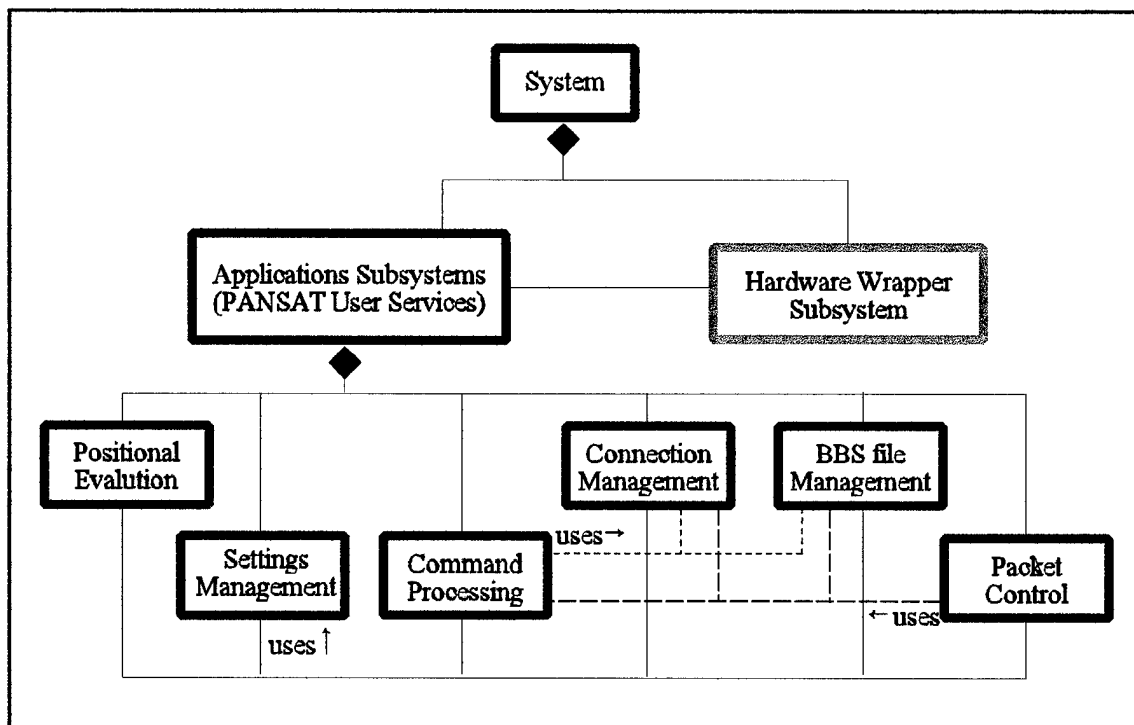 System
Applications Subsystems
(PANSAT User Services)
Hardware Wrapper
Subsystem
Positional
Evalution
Connection
Management
BBS file
Management
Settings
Management
Command
Processing
Packet
Control
uses→
←uses
uses↑